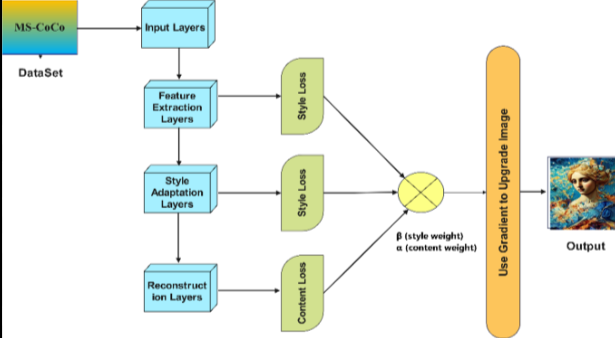 MS-CoCo
DataSet
Input Layers
Feature
Extraction
Layers
Style
Adaptation
Layers
Reconstruct
ion Layers
Style Loss
Style Loss
Content Loss
β (style weight)
α (content weight)
Use Gradient to Upgrade Image
Output